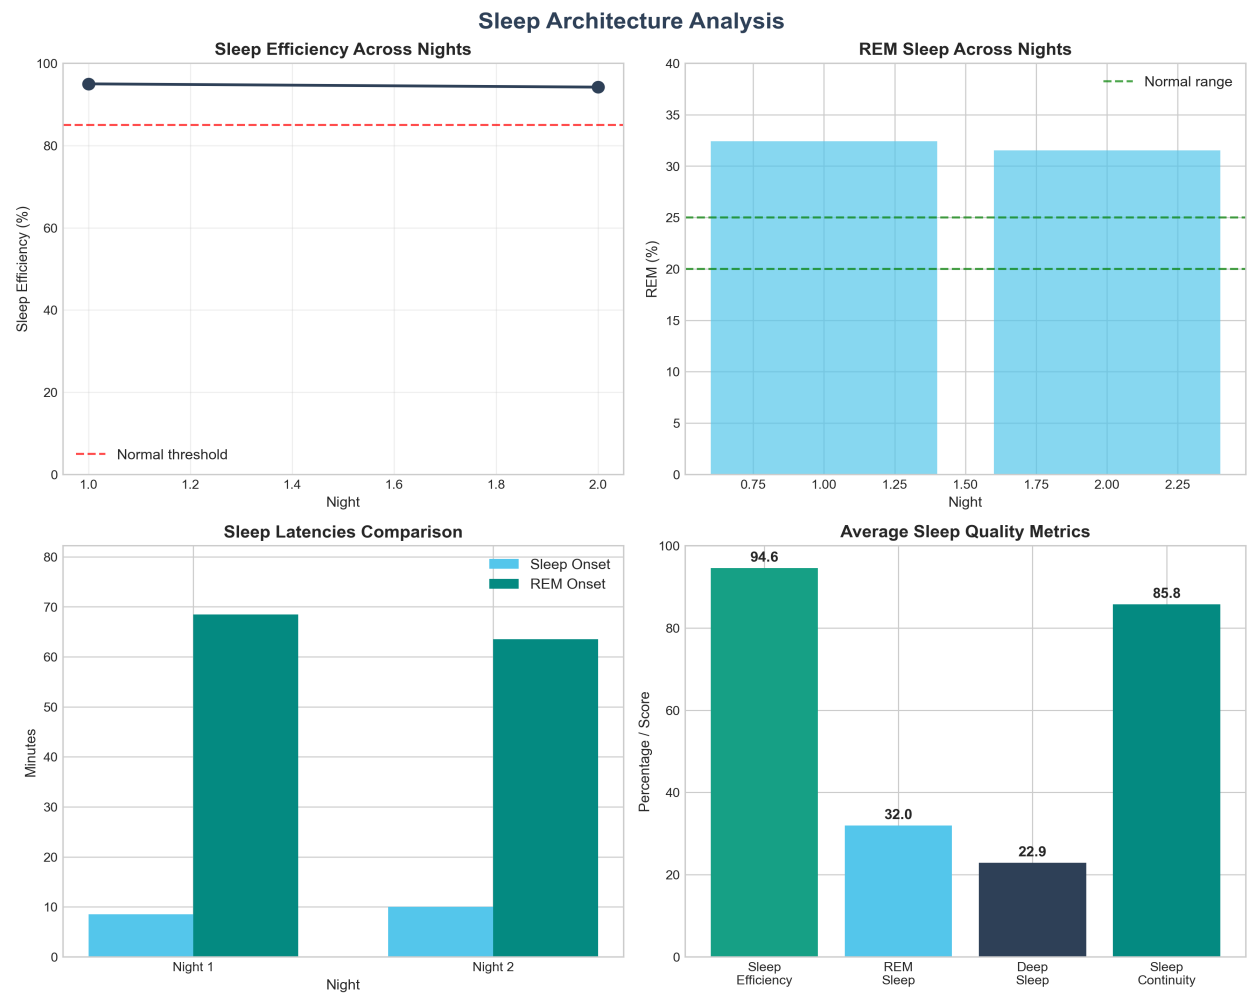 Sleep Architecture Analysis
Sleep Efficiency Across Nights
100
80
60
40
20
0
Sleep Efficiency (%)
Normal threshold
1.0 1.2 1.4 1.6 1.8 2.0
Night
REM Sleep Across Nights
40
35
30
25
20
15
10
5
0
REM (%)
Normal range
0.75 1.00 1.25 1.50 1.75 2.00 2.25
Night
Sleep Latencies Comparison
80
70
60
50
40
30
20
10
0
Minutes
Sleep Onset
REM Onset
Night 1 Night 2
Night
Average Sleep Quality Metrics
100
80
60
40
20
0
Percentage / Score
94.6
32.0
22.9
85.8
Sleep
Efficiency
REM
Sleep
Deep
Sleep
Sleep
Continuity